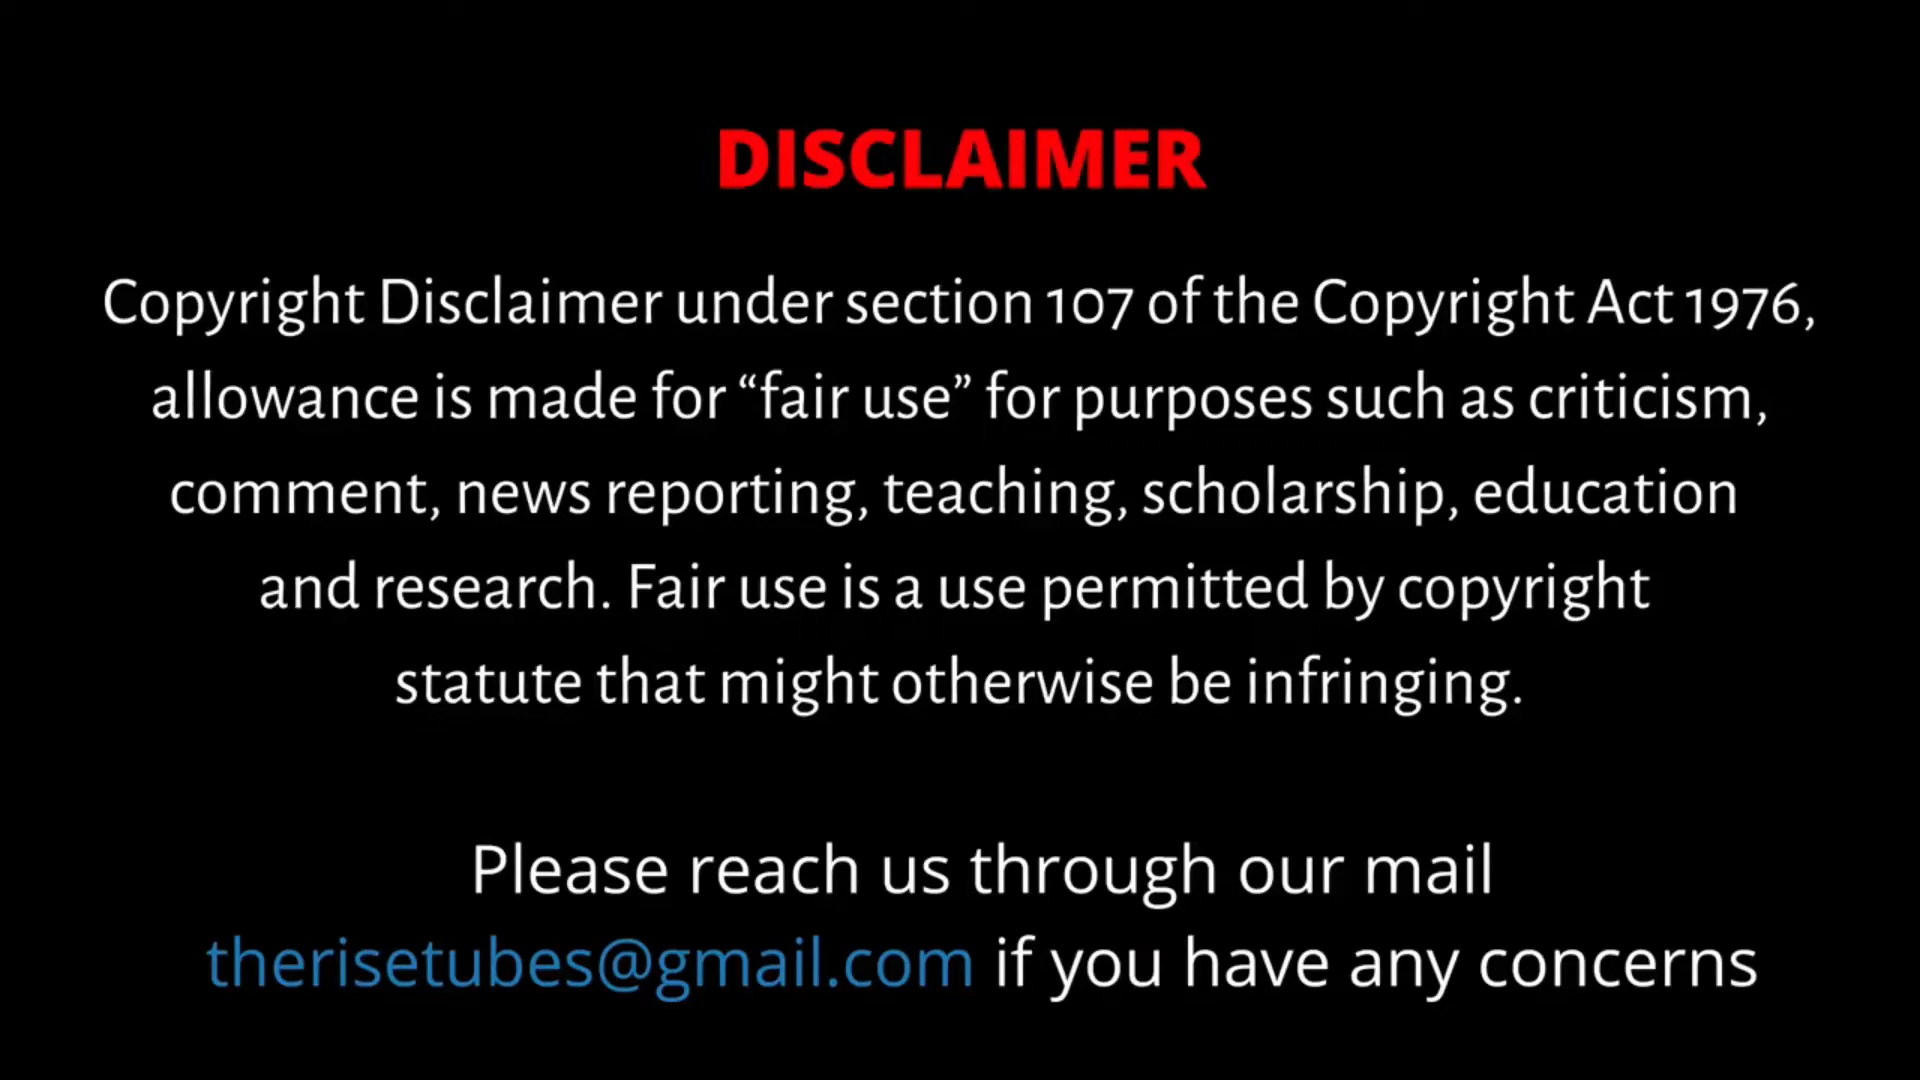 DISCLAIMER
Copyright Disclaimer under section 107 of the Copyright Act 1976,
allowance is made for “fair use” for purposes such as criticism,
comment, news reporting, teaching, scholarship, education
and research. Fair use is a use permitted by copyright
statute that might otherwise be infringing.
Please reach us through our mail
therisetubes@gmail.com if you have any concerns